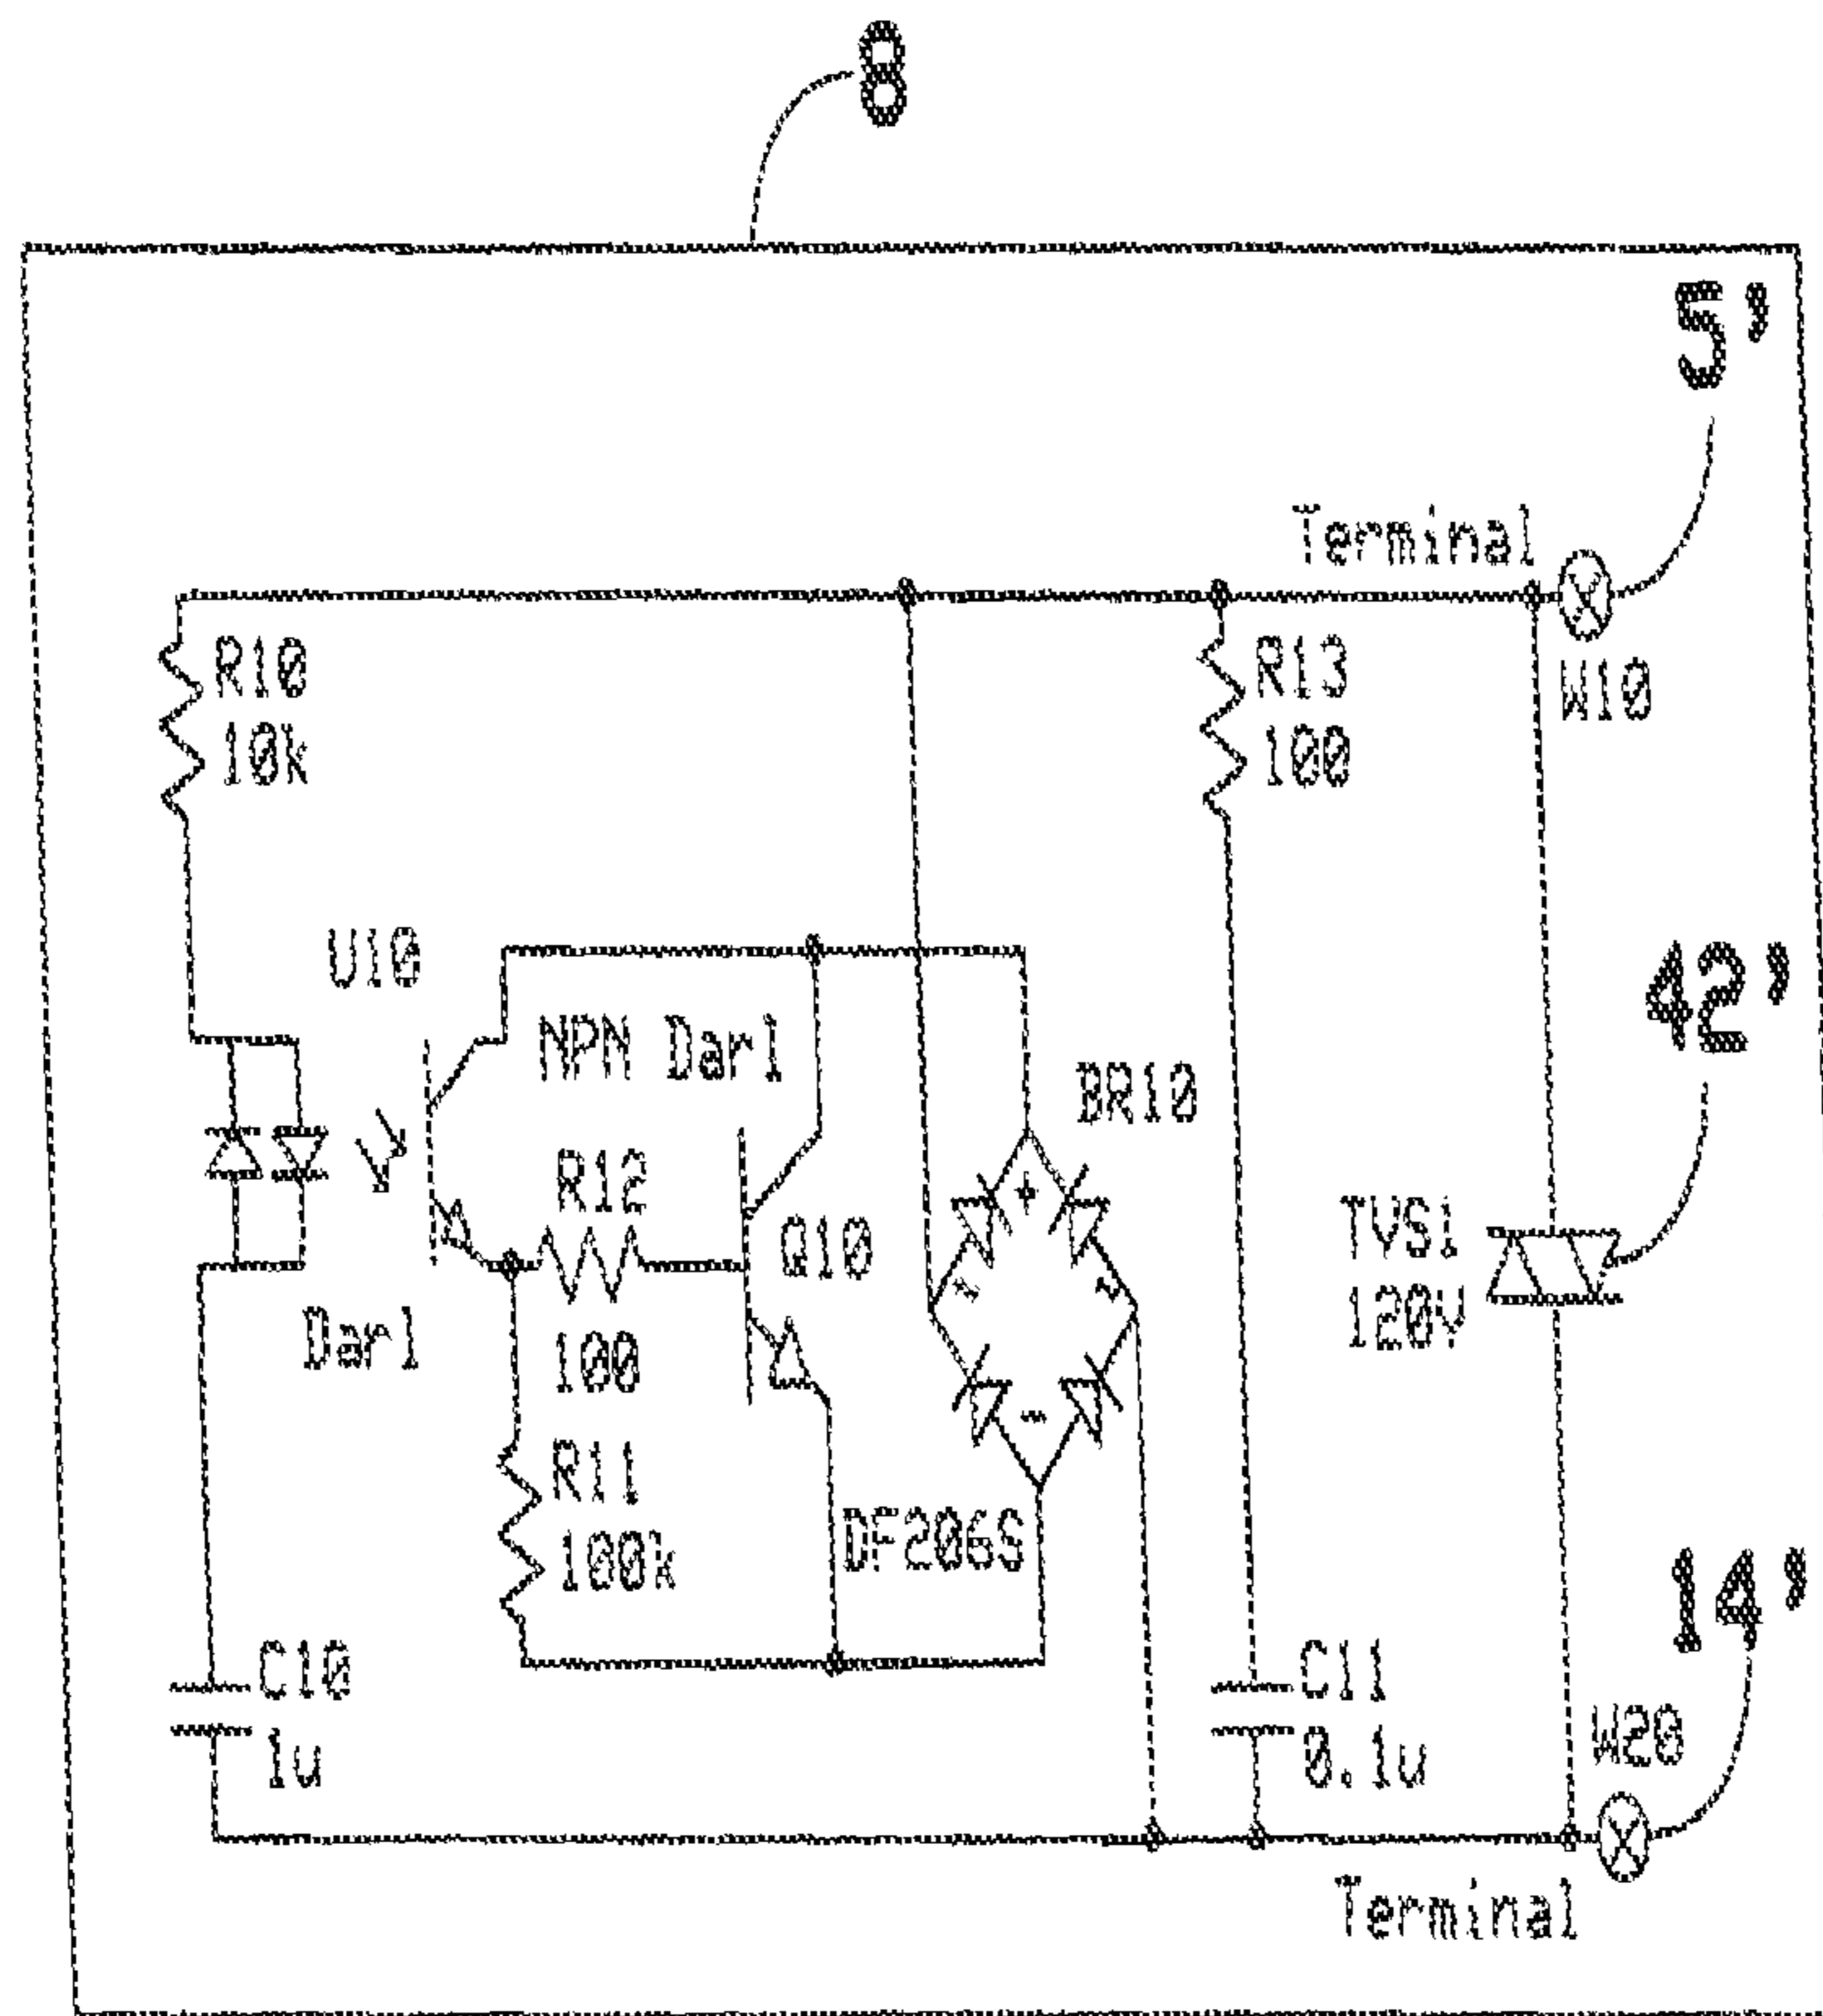 8
5'
Terminal
R10
10k
R13
100
W10
U10
NPN Darl
42'
BR10
R12
100
Q10
TVS1
120V
Darl
+
-
R11
100k
DF206S
14'
C10
1u
C11
0.1u
W20
Terminal